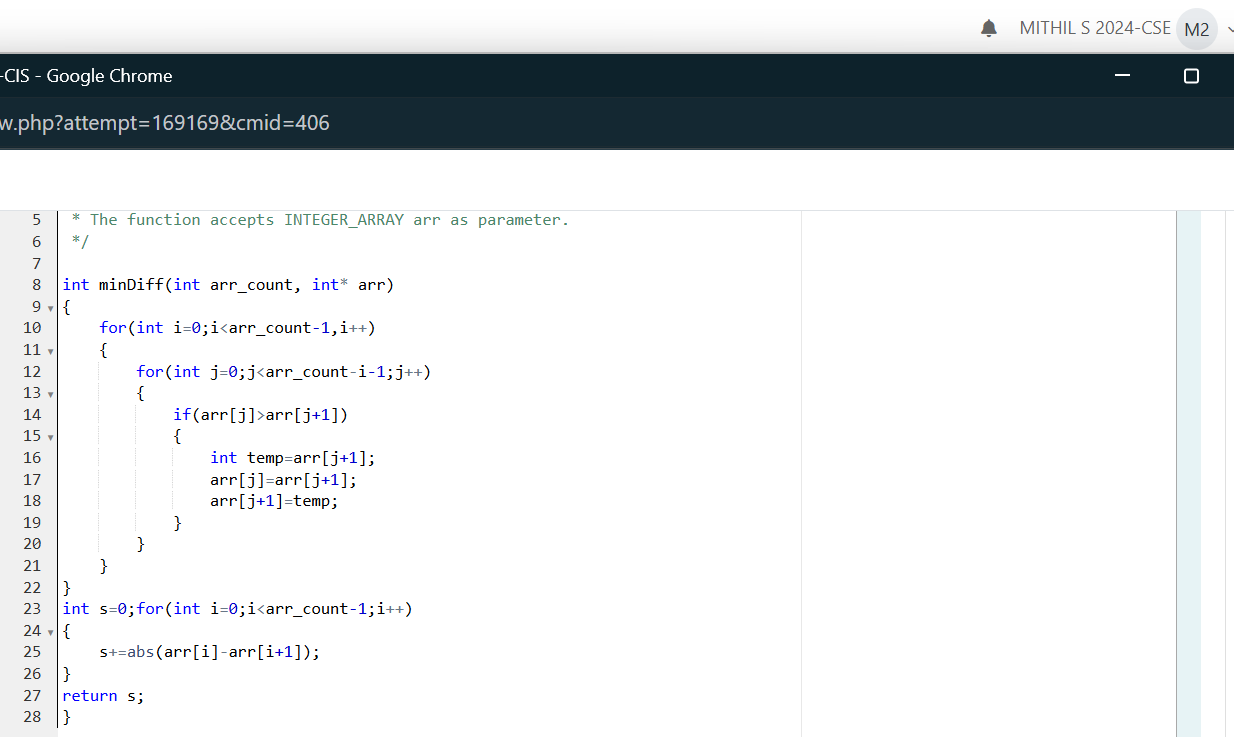 MITHIL S 2024-CSE M2
-CIS - Google Chrome
w.php?attempt=169169&cmid=406
5 * The function accepts INTEGER_ARRAY arr as parameter.
6 */
7
8 int minDiff(int arr_count, int* arr)
9 {
10     for(int i=0;i<arr_count-1,i++)
11     {
12         for(int j=0;j<arr_count-i-1;j++)
13         {
14             if(arr[j]>arr[j+1])
15             {
16                 int temp=arr[j+1];
17                 arr[j]=arr[j+1];
18                 arr[j+1]=temp;
19             }
20         }
21     }
22 }
23 int s=0;for(int i=0;i<arr_count-1;i++)
24 {
25     s+=abs(arr[i]-arr[i+1]);
26 }
27 return s;
28 }